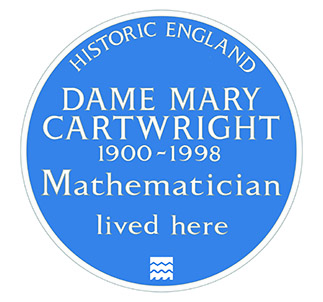 HISTORIC ENGLAND
DAME MARY
CARTWRIGHT
1900-1998
Mathematician
lived here